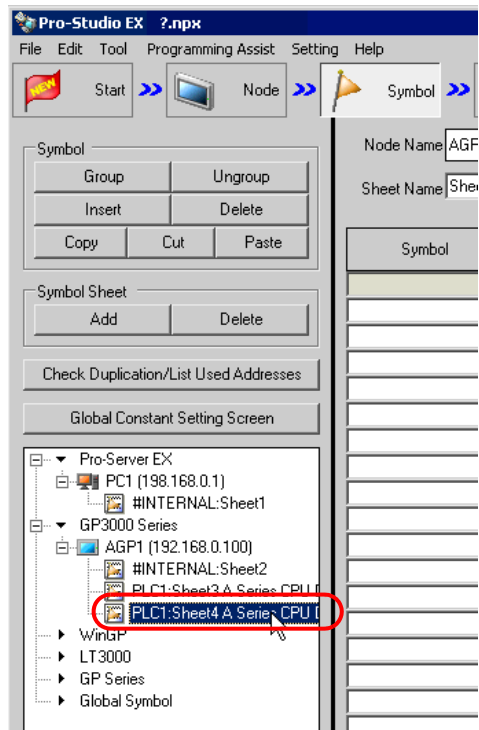 Pro-Studio EX ?.npx
File Edit Tool Programming Assist Setting Help
NEW Start Node Symbol
Symbol
Group Ungroup
Insert Delete
Copy Cut Paste
Symbol Sheet
Add Delete
Check Duplication/List Used Addresses
Global Constant Setting Screen
Node Name AGP
Sheet Name Shee
Symbol
Pro-Server EX
PC1 (198.168.0.1)
#INTERNAL:Sheet1
GP3000 Series
AGP1 (192.168.0.100)
#INTERNAL:Sheet2
PLC1:Sheet3 A Series CPU
PLC1:Sheet4 A Series CPU
WinGP
LT3000
GP Series
Global Symbol